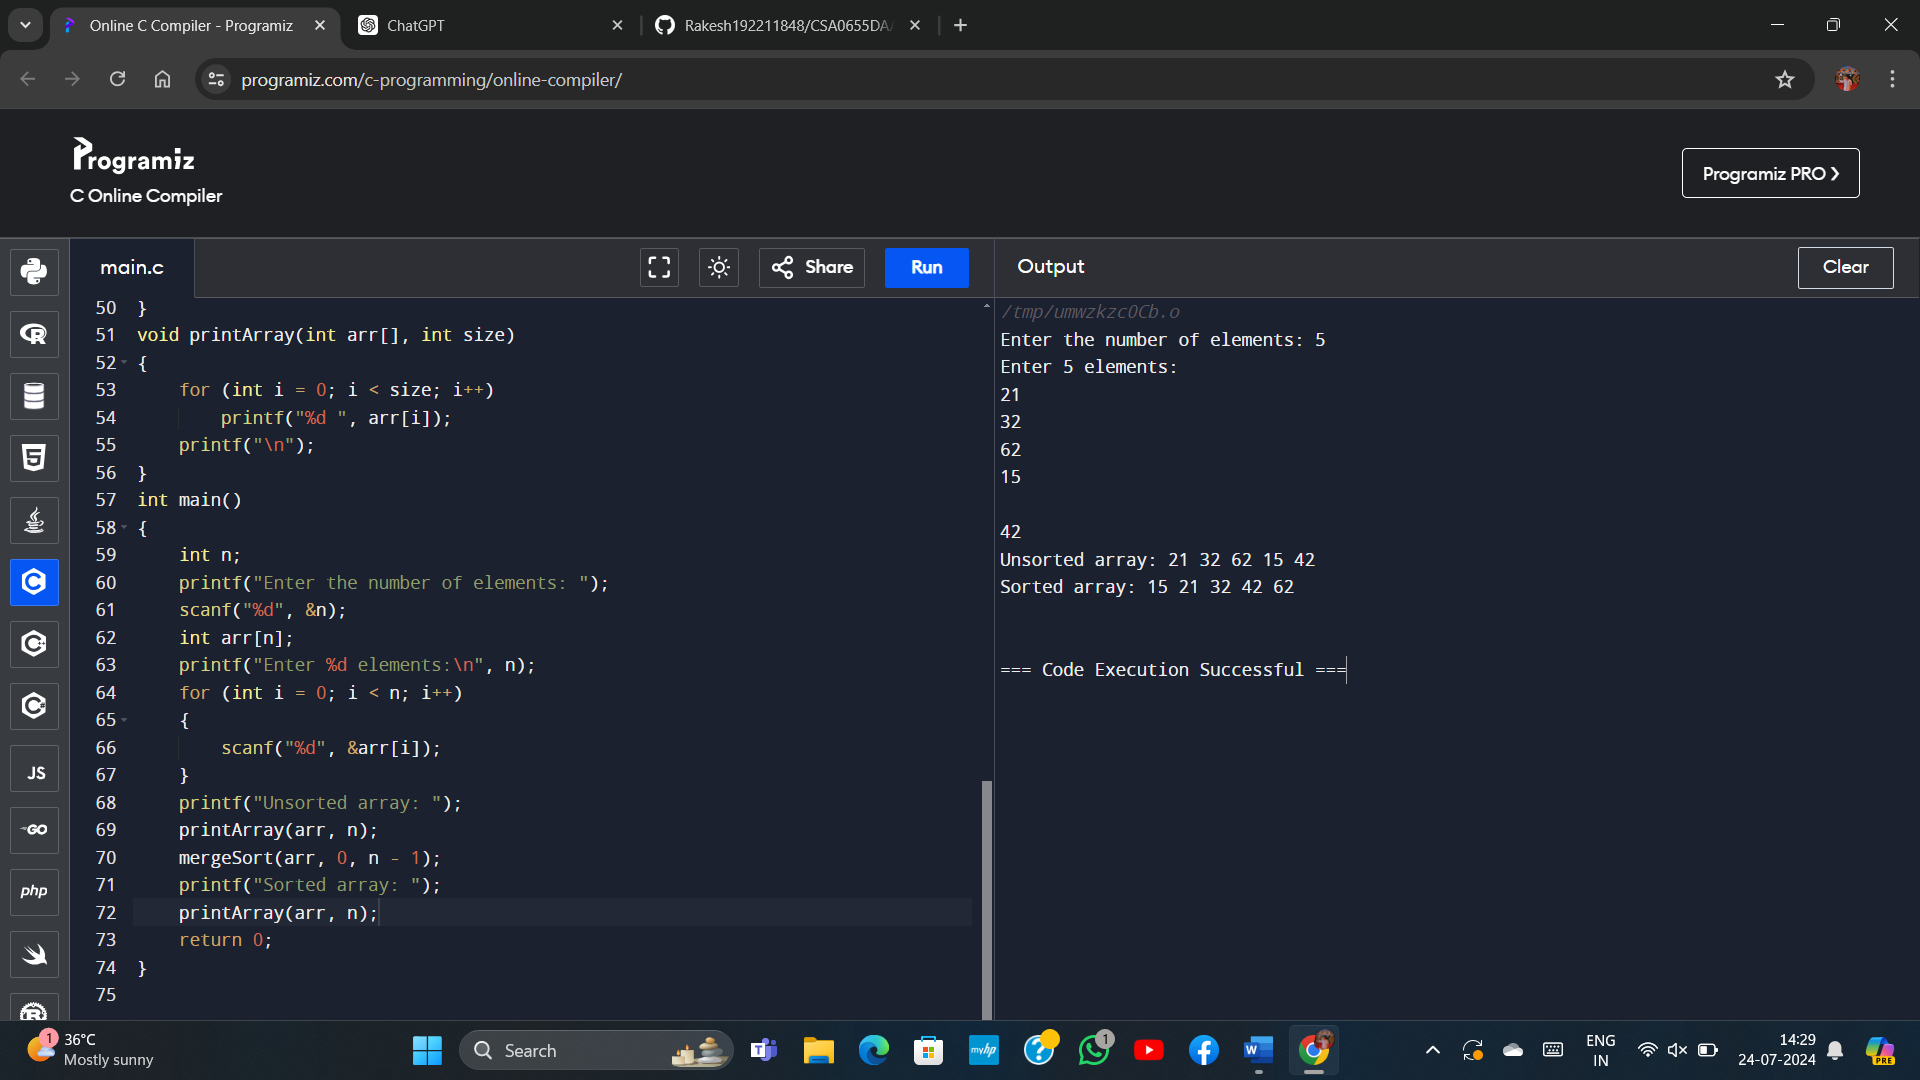 Online C Compiler - Programiz
ChatGPT
Rakesh192211848/CSA0655DA
programiz.com/c-programming/online-compiler/
Programiz
C Online Compiler
Programiz PRO
main.c
Share
Run
Output
Clear
50 }
51 void printArray(int arr[], int size)
52 {
53     for (int i = 0; i < size; i++)
54         printf("%d ", arr[i]);
55     printf("\n");
56 }
57 int main()
58 {
59     int n;
60     printf("Enter the number of elements: ");
61     scanf("%d", &n);
62     int arr[n];
63     printf("Enter %d elements:\n", n);
64     for (int i = 0; i < n; i++)
65     {
66         scanf("%d", &arr[i]);
67     }
68     printf("Unsorted array: ");
69     printArray(arr, n);
70     mergeSort(arr, 0, n - 1);
71     printf("Sorted array: ");
72     printArray(arr, n);
73     return 0;
74 }
75
/tmp/umwzkzc0Cb.o
Enter the number of elements: 5
Enter 5 elements:
21
32
62
15
42
Unsorted array: 21 32 62 15 42
Sorted array: 15 21 32 42 62
=== Code Execution Successful ===
JS
GO
php
1
36°C
Mostly sunny
Search
myhp
1
ENG
IN
14:29
24-07-2024
PRE